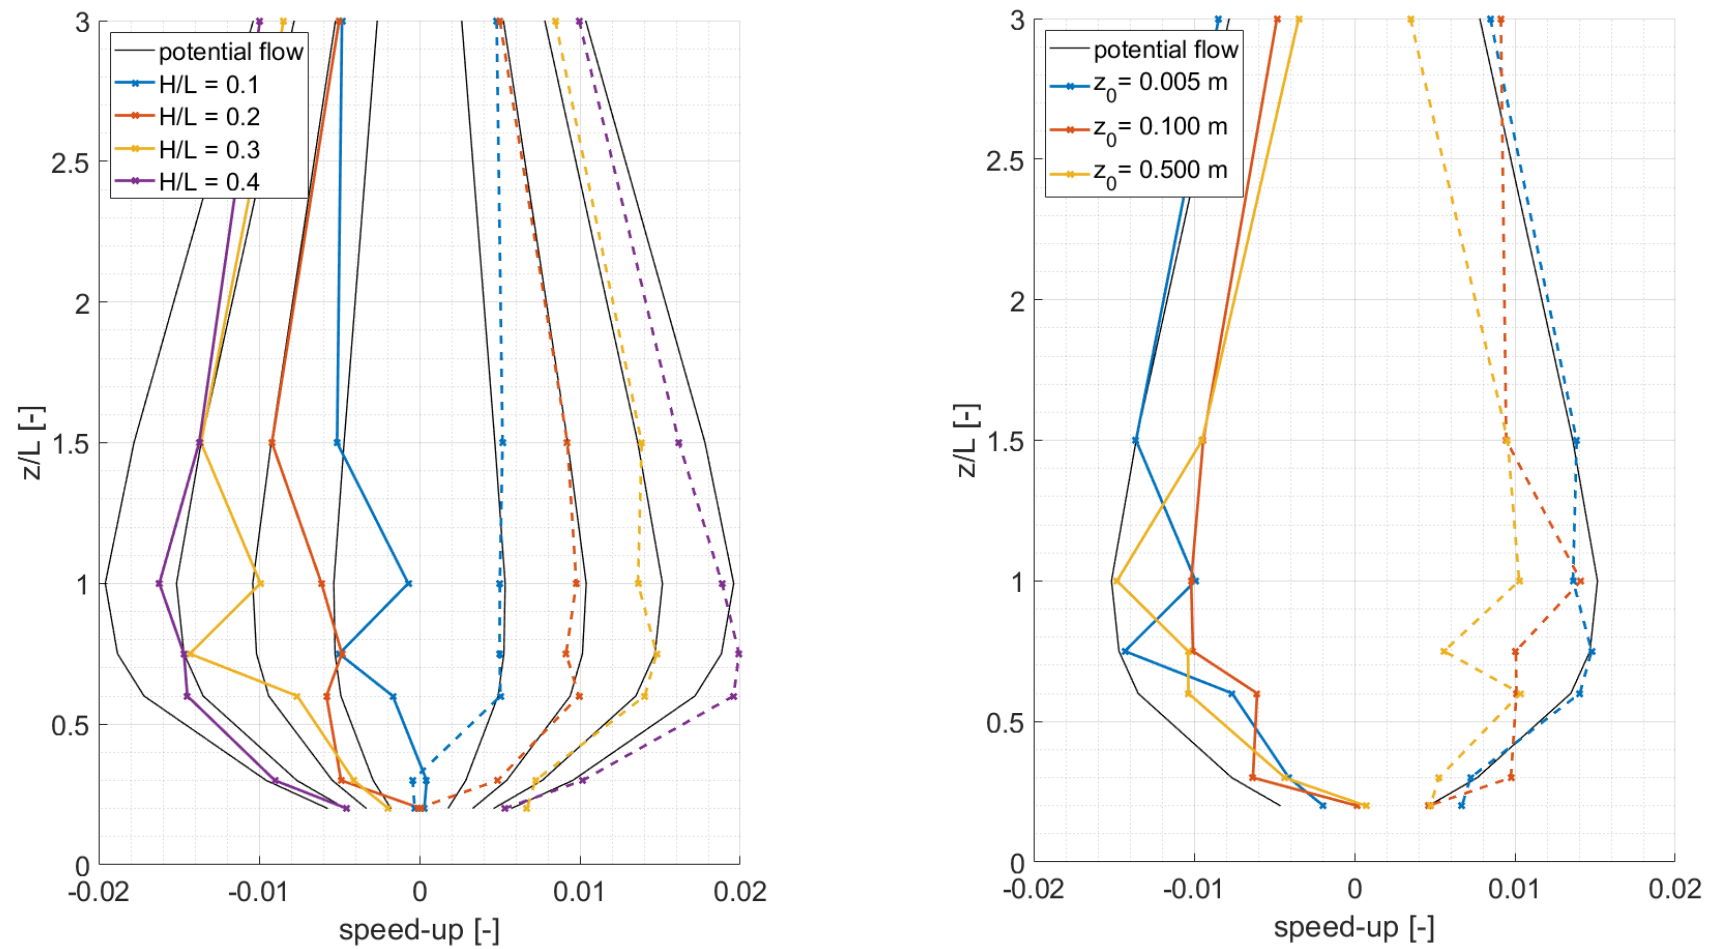 3
2.5
2
1.5
1
0.5
0
z/L [-]
potential flow
H/L = 0.1
H/L = 0.2
H/L = 0.3
H/L = 0.4
-0.02 -0.01 0 0.01 0.02
speed-up [-]
3
2.5
2
1.5
1
0.5
0
z/L [-]
potential flow
z₀= 0.005 m
z₀= 0.100 m
z₀= 0.500 m
-0.02 -0.01 0 0.01 0.02
speed-up [-]